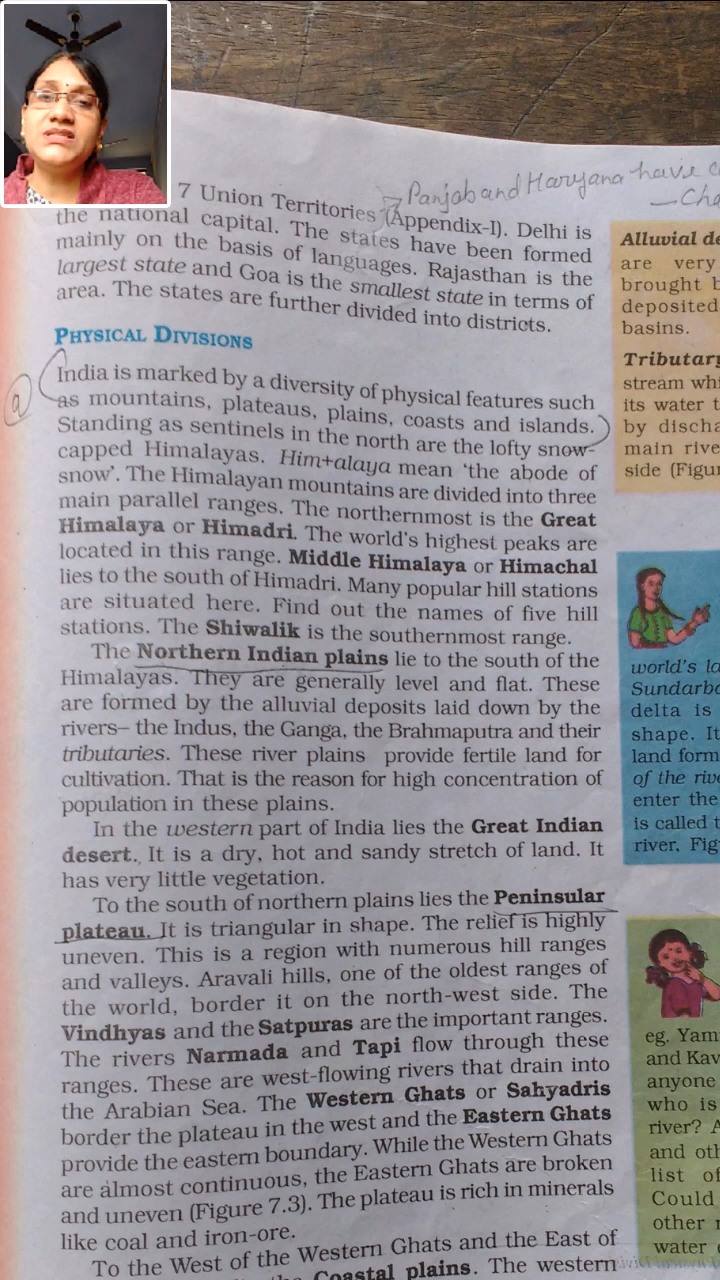 Panjab and Haryana have
7 Union Territories (Appendix-I). Delhi is
the national capital. The states have been formed
mainly on the basis of languages. Rajasthan is the
largest state and Goa is the smallest state in terms of
area. The states are further divided into districts.
PHYSICAL DIVISIONS
a
India is marked by a diversity of physical features such
as mountains, plateaus, plains, coasts and islands.
Standing as sentinels in the north are the lofty snow-
capped Himalayas. Him+alaya mean ‘the abode of
snow’. The Himalayan mountains are divided into three
main parallel ranges. The northernmost is the Great
Himalaya or Himadri. The world’s highest peaks are
located in this range. Middle Himalaya or Himachal
lies to the south of Himadri. Many popular hill stations
are situated here. Find out the names of five hill
stations. The Shiwalik is the southernmost range.
The Northern Indian plains lie to the south of the
Himalayas. They are generally level and flat. These
are formed by the alluvial deposits laid down by the
rivers– the Indus, the Ganga, the Brahmaputra and their
tributaries. These river plains provide fertile land for
cultivation. That is the reason for high concentration of
population in these plains.
In the western part of India lies the Great Indian
desert. It is a dry, hot and sandy stretch of land. It
has very little vegetation.
To the south of northern plains lies the Peninsular
plateau. It is triangular in shape. The relief is highly
uneven. This is a region with numerous hill ranges
and valleys. Aravali hills, one of the oldest ranges of
the world, border it on the north-west side. The
Vindhyas and the Satpuras are the important ranges.
The rivers Narmada and Tapi flow through these
ranges. These are west-flowing rivers that drain into
the Arabian Sea. The Western Ghats or Sahyadris
border the plateau in the west and the Eastern Ghats
provide the eastern boundary. While the Western Ghats
are almost continuous, the Eastern Ghats are broken
and uneven (Figure 7.3). The plateau is rich in minerals
like coal and iron-ore.
To the West of the Western Ghats and the East of
the Coastal plains. The western
Alluvial de
are very
brought b
deposited
basins.
Tributary
stream whi
its water t
by discha
main rive
side (Figur
world’s la
Sundarba
delta is
shape. It
land form
of the rive
enter the
is called t
river. Fig
eg. Yam
and Kav
anyone
who is
river? A
and oth
list of
Could
other r
water